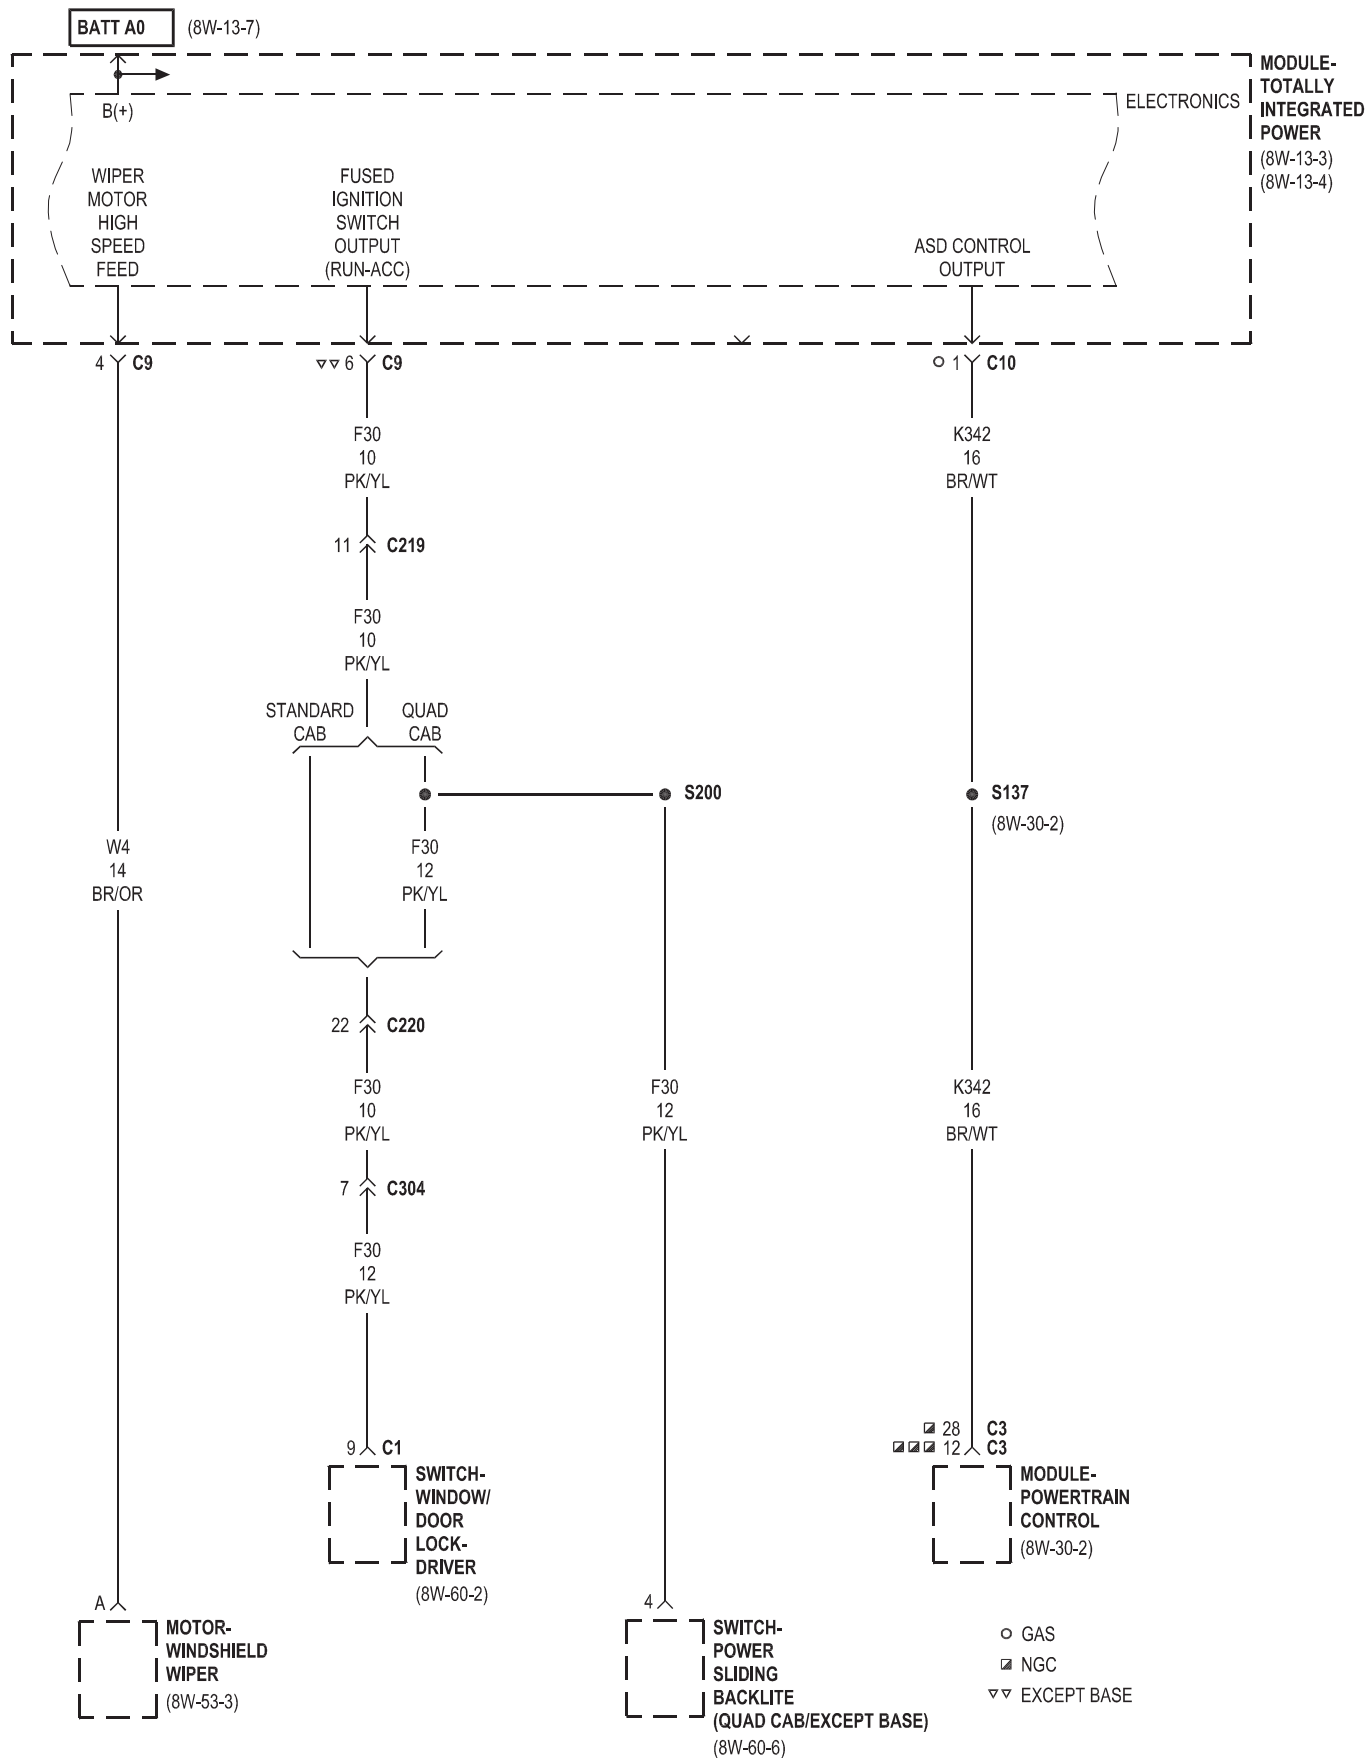 BATT A0 (8W-13-7)
MODULE-
TOTALLY
INTEGRATED
POWER
(8W-13-3)
(8W-13-4)
ELECTRONICS
B(+)
WIPER
MOTOR
HIGH
SPEED
FEED
FUSED
IGNITION
SWITCH
OUTPUT
(RUN-ACC)
ASD CONTROL
OUTPUT
4 C9
6 C9
1 C10
F30
10
PK/YL
K342
16
BR/WT
11 C219
F30
10
PK/YL
STANDARD
CAB
QUAD
CAB
S200
S137
(8W-30-2)
W4
14
BR/OR
F30
12
PK/YL
22 C220
F30
10
PK/YL
F30
12
PK/YL
K342
16
BR/WT
7 C304
F30
12
PK/YL
9 C1
SWITCH-
WINDOW/
DOOR
LOCK-
DRIVER
(8W-60-2)
28 C3
12 C3
MODULE-
POWERTRAIN
CONTROL
(8W-30-2)
A
MOTOR-
WINDSHIELD
WIPER
(8W-53-3)
4
SWITCH-
POWER
SLIDING
BACKLITE
(QUAD CAB/EXCEPT BASE)
(8W-60-6)
GAS
NGC
EXCEPT BASE